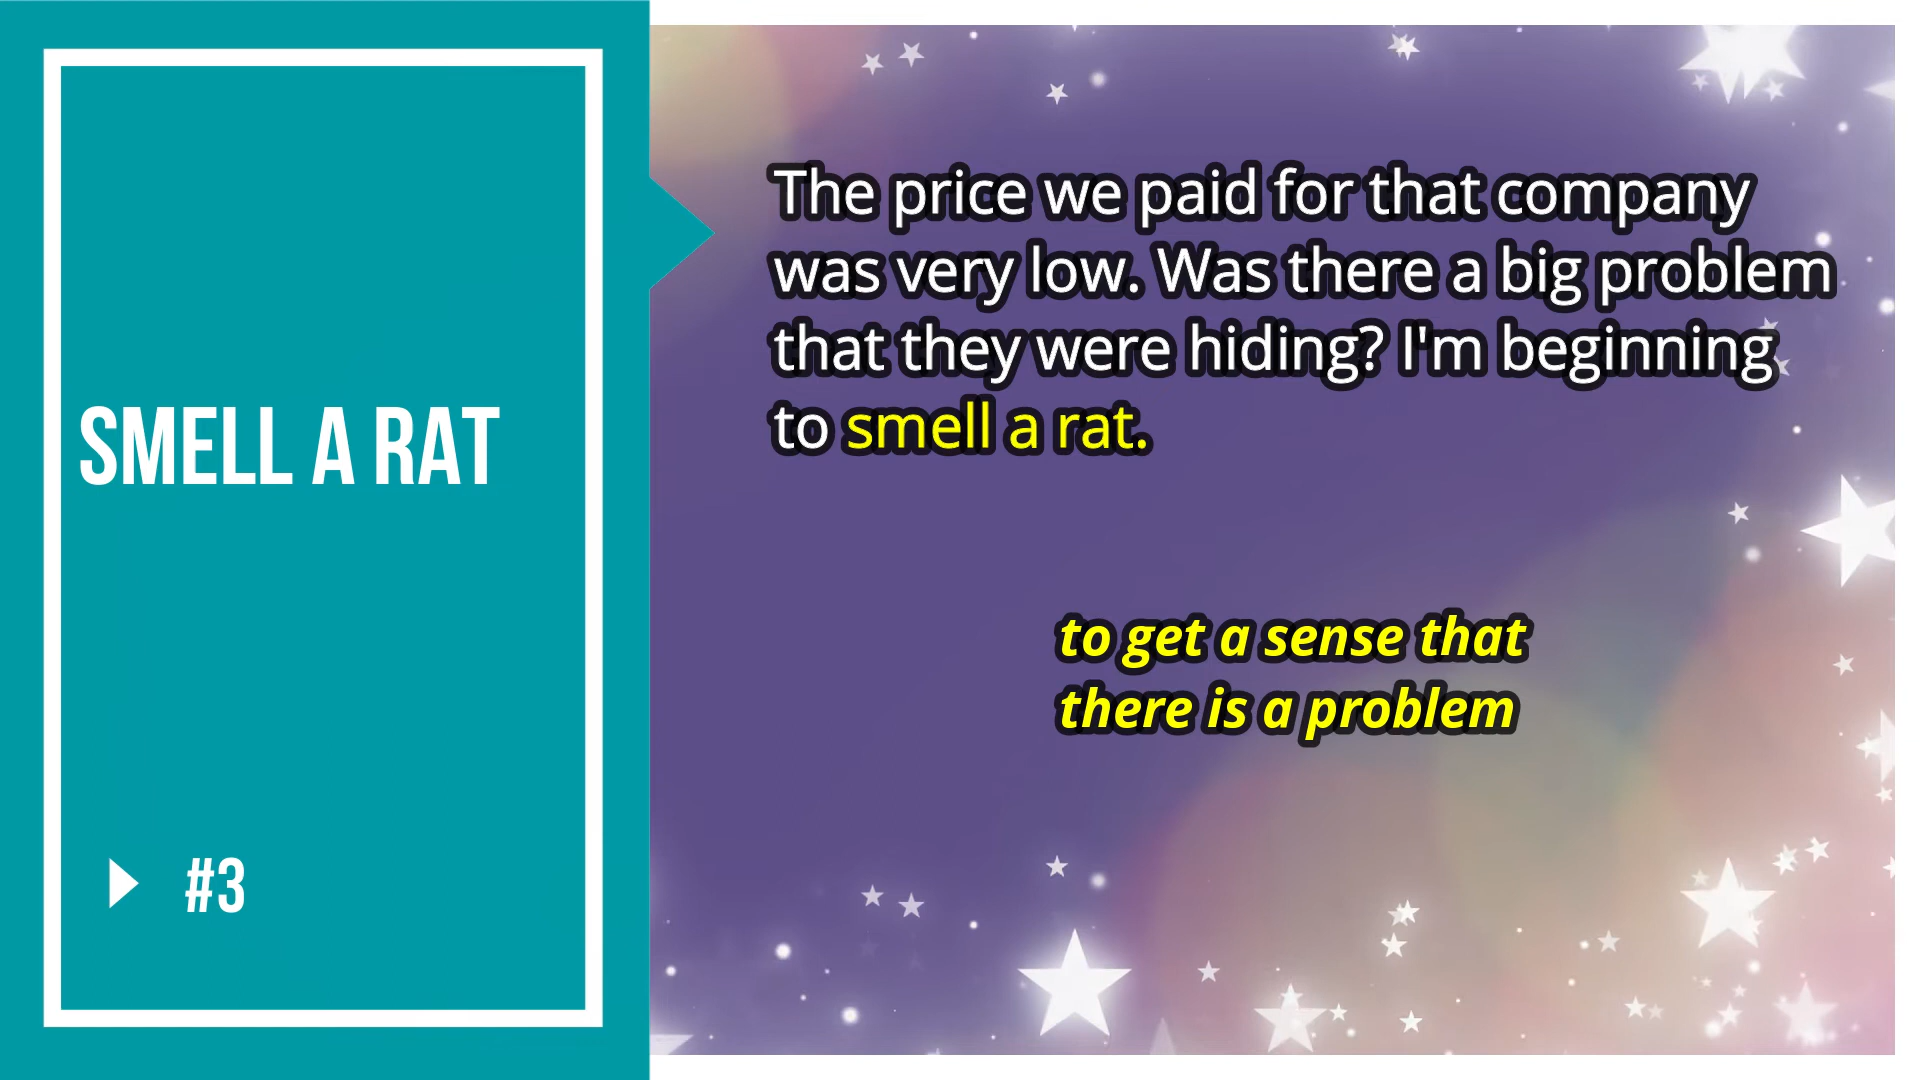 SMELL A RAT
#3
The price we paid for that company
was very low. Was there a big problem
that they were hiding? I'm beginning
to smell a rat.
to get a sense that
there is a problem